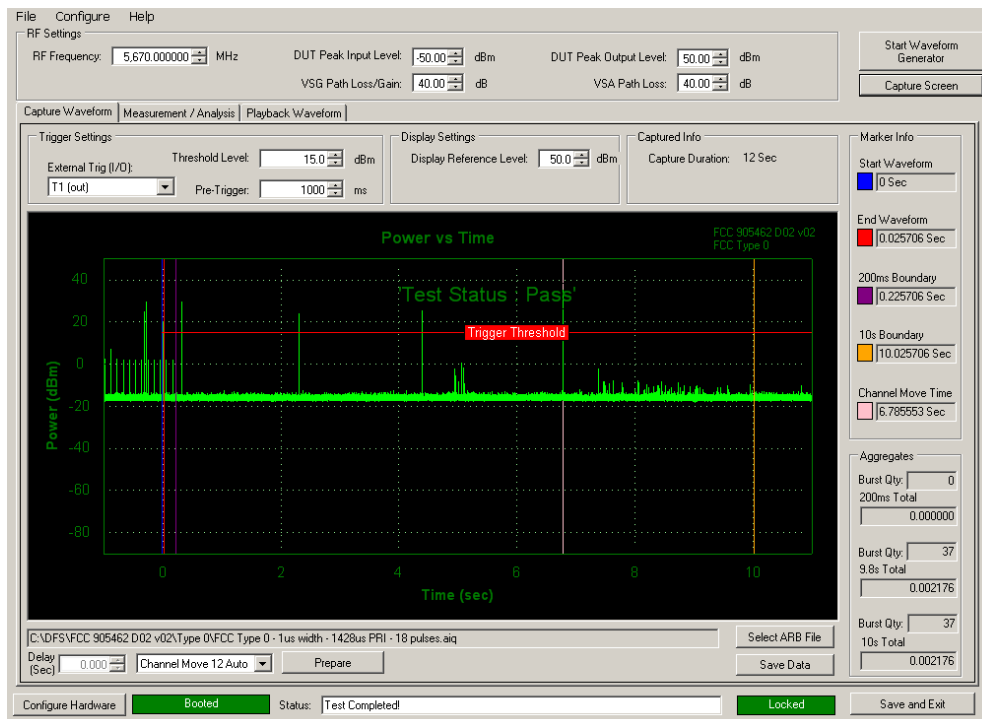 File Configure Help
RF Settings
RF Frequency: 5,670.000000 MHz
DUT Peak Input Level: -50.00 dBm
DUT Peak Output Level: 50.00 dBm
VSG Path Loss/Gain: 40.00 dB
VSA Path Loss: 40.00 dB
Start Waveform
Generator
Capture Screen
Capture Waveform Measurement / Analysis Playback Waveform
Trigger Settings
External Trig (I/O):
T1 (out)
Threshold Level: 15.0 dBm
Pre-Trigger: 1000 ms
Display Settings
Display Reference Level: 50.0 dBm
Captured Info
Capture Duration: 12 Sec
Marker Info
Start Waveform
0 Sec
End Waveform
0.025706 Sec
200ms Boundary
0.225706 Sec
10s Boundary
10.025706 Sec
Channel Move Time
6.785553 Sec
Power vs Time
FCC 905462 D02 v02
FCC Type 0
'Test Status : Pass'
Trigger Threshold
Power (dBm)
40
20
0
-20
-40
-60
-80
0 2 4 6 8 10
Time (sec)
Aggregates
Burst Qty: 0
200ms Total
0.000000
Burst Qty: 37
9.8s Total
0.002176
Burst Qty: 37
10s Total
0.002176
C:\DFS\FCC 905462 D02 v02\Type 0\FCC Type 0 - 1us width - 1428us PRI - 18 pulses.aiq
Select ARB File
Delay
(Sec) 0.000
Channel Move 12 Auto
Prepare
Save Data
Configure Hardware
Booted
Status: Test Completed!
Locked
Save and Exit